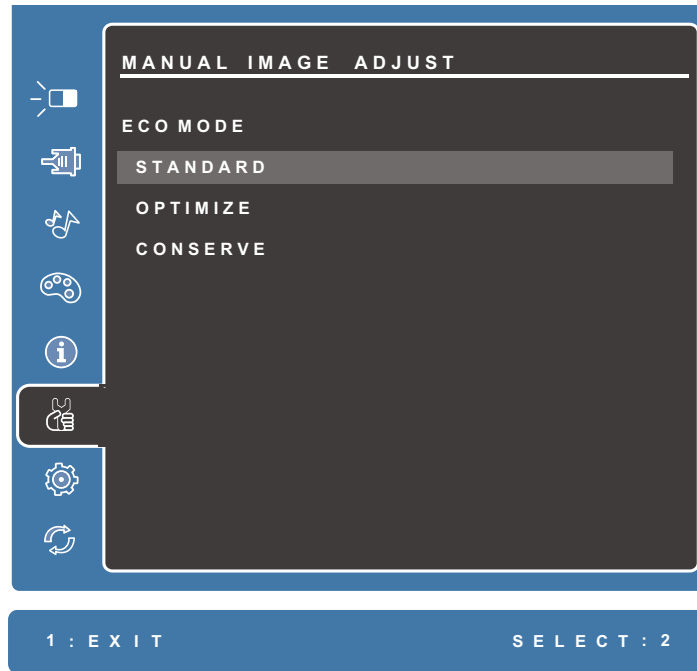 MANUAL IMAGE ADJUST
ECO MODE
STANDARD
OPTIMIZE
CONSERVE
1 : EXIT SELECT : 2